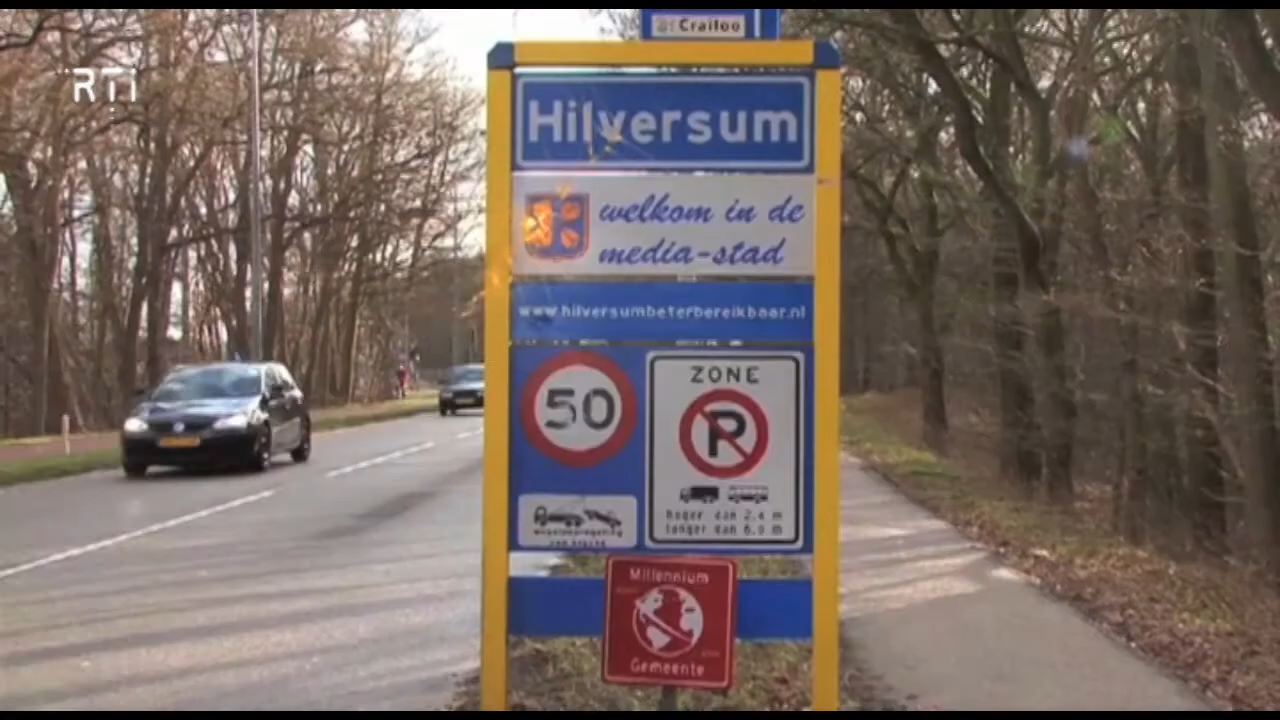 Crailoo
RTi
Hilversum
welkom in de
media-stad
www.hilversumbeterbereikbaar.nl
50
ZONE
P
hoger dan 2.4 m
langer dan 6.0 m
Millennium
Gemeente